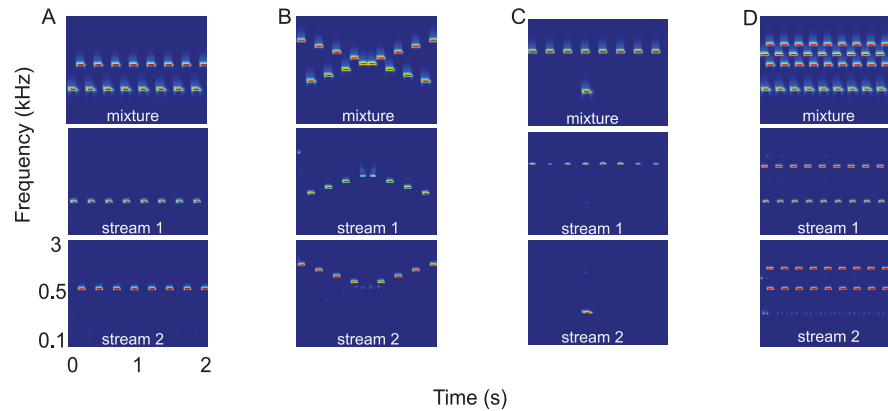 A
B
C
D
Frequency (kHz)
mixture
mixture
mixture
mixture
stream 1
stream 1
stream 1
stream 1
3
0.5
0.1
stream 2
stream 2
stream 2
stream 2
0
1
2
Time (s)